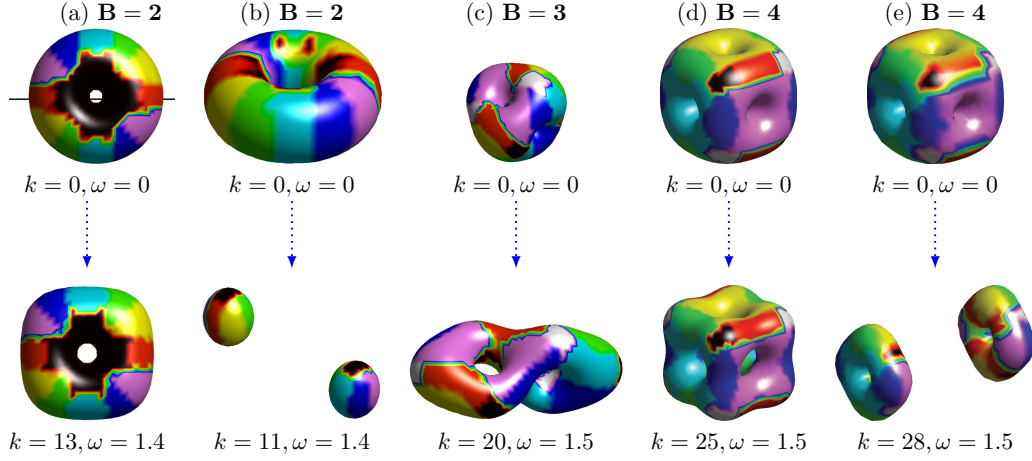 (a) B = 2 (b) B = 2 (c) B = 3 (d) B = 4 (e) B = 4
k = 0, ω = 0 k = 0, ω = 0 k = 0, ω = 0 k = 0, ω = 0 k = 0, ω = 0
k = 13, ω = 1.4 k = 11, ω = 1.4 k = 20, ω = 1.5 k = 25, ω = 1.5 k = 28, ω = 1.5